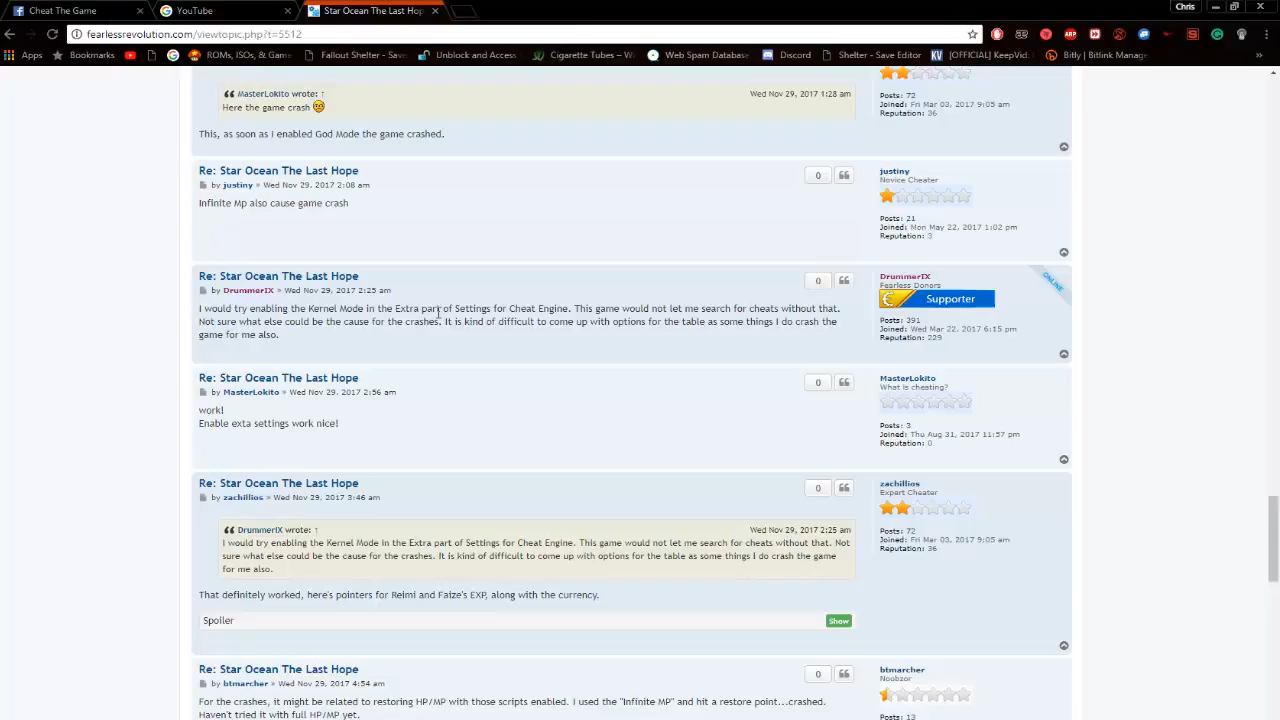 Cheat The Game
YouTube
Star Ocean The Last Hop
Chris
fearlessrevolution.com/viewtopic.php?t=5512
Apps
Bookmarks
ROMs, ISOs, & Game
Fallout Shelter - Save
Unblock and Access
Cigarette Tubes – Wi
Web Spam Database
Discord
Shelter - Save Editor
[OFFICIAL] KeepVid:
Bitly | Bitlink Manage
MasterLokito wrote: ↑
Wed Nov 29, 2017 1:28 am
Here the game crash
This, as soon as I enabled God Mode the game crashed.
Posts: 72
Joined: Fri Mar 03, 2017 9:05 am
Reputation: 36
Re: Star Ocean The Last Hope
by justiny » Wed Nov 29, 2017 2:08 am
Infinite Mp also cause game crash
0
justiny
Novice Cheater
Posts: 21
Joined: Mon May 22, 2017 1:02 pm
Reputation: 3
Re: Star Ocean The Last Hope
by DrummerIX » Wed Nov 29, 2017 2:25 am
I would try enabling the Kernel Mode in the Extra part of Settings for Cheat Engine. This game would not let me search for cheats without that.
Not sure what else could be the cause for the crashes. It is kind of difficult to come up with options for the table as some things I do crash the
game for me also.
0
DrummerIX
Fearless Donors
Supporter
ONLINE
Posts: 391
Joined: Wed Mar 22, 2017 6:15 pm
Reputation: 229
Re: Star Ocean The Last Hope
by MasterLokito » Wed Nov 29, 2017 2:56 am
work!
Enable exta settings work nice!
0
MasterLokito
What is cheating?
Posts: 3
Joined: Thu Aug 31, 2017 11:57 pm
Reputation: 0
Re: Star Ocean The Last Hope
by zachillios » Wed Nov 29, 2017 3:46 am
DrummerIX wrote: ↑
Wed Nov 29, 2017 2:25 am
I would try enabling the Kernel Mode in the Extra part of Settings for Cheat Engine. This game would not let me search for cheats without that. Not
sure what else could be the cause for the crashes. It is kind of difficult to come up with options for the table as some things I do crash the game
for me also.
That definitely worked, here's pointers for Reimi and Faize's EXP, along with the currency.
Spoiler
Show
0
zachillios
Expert Cheater
Posts: 72
Joined: Fri Mar 03, 2017 9:05 am
Reputation: 36
Re: Star Ocean The Last Hope
by btmarcher » Wed Nov 29, 2017 4:54 am
For the crashes, it might be related to restoring HP/MP with those scripts enabled. I used the "Infinite MP" and hit a restore point...crashed.
Haven't tried it with full HP/MP yet.
0
btmarcher
Noobzor
Posts: 13